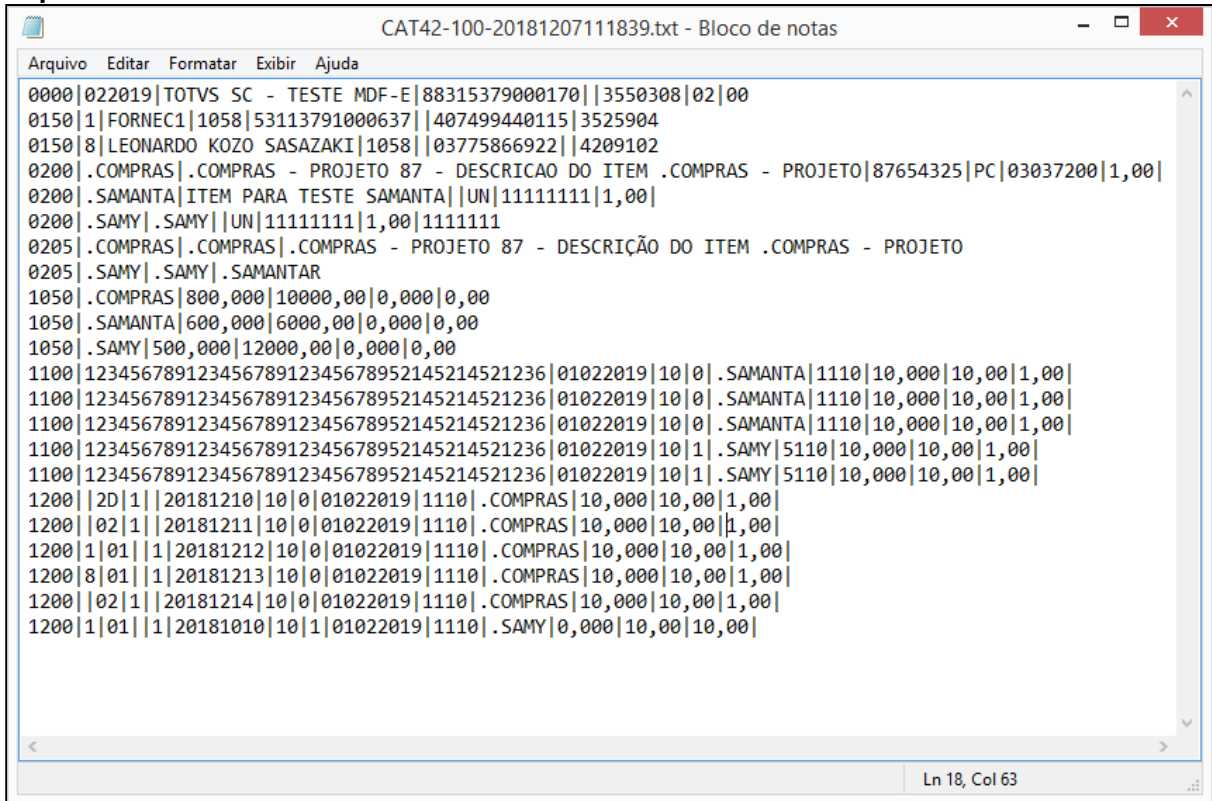 CAT42-100-20181207111839.txt - Bloco de notas
Arquivo Editar Formatar Exibir Ajuda
0000|022019|TOTVS SC - TESTE MDF-E|88315379000170||3550308|02|00
0150|1|FORNEC1|1058|53113791000637||407499440115|3525904
0150|8|LEONARDO KOZO SASAZAKI|1058||03775866922||4209102
0200|.COMPRAS|.COMPRAS - PROJETO 87 - DESCRICAO DO ITEM .COMPRAS - PROJETO|87654325|PC|03037200|1,00|
0200|.SAMANTA|ITEM PARA TESTE SAMANTA||UN|11111111|1,00|
0200|.SAMY|.SAMY||UN|11111111|1,00|1111111
0205|.COMPRAS|.COMPRAS|.COMPRAS - PROJETO 87 - DESCRIÇÃO DO ITEM .COMPRAS - PROJETO
0205|.SAMY|.SAMY|.SAMANTAR
1050|.COMPRAS|800,000|10000,00|0,000|0,00
1050|.SAMANTA|600,000|6000,00|0,000|0,00
1050|.SAMY|500,000|12000,00|0,000|0,00
1100|12345678912345678912345678952145214521236|01022019|10|0|.SAMANTA|1110|10,000|10,00|1,00|
1100|12345678912345678912345678952145214521236|01022019|10|0|.SAMANTA|1110|10,000|10,00|1,00|
1100|12345678912345678912345678952145214521236|01022019|10|0|.SAMANTA|1110|10,000|10,00|1,00|
1100|12345678912345678912345678952145214521236|01022019|10|1|.SAMY|5110|10,000|10,00|1,00|
1100|12345678912345678912345678952145214521236|01022019|10|1|.SAMY|5110|10,000|10,00|1,00|
1200||2D|1||20181210|10|0|01022019|1110|.COMPRAS|10,000|10,00|1,00|
1200||02|1||20181211|10|0|01022019|1110|.COMPRAS|10,000|10,00|1,00|
1200|1|01||1|20181212|10|0|01022019|1110|.COMPRAS|10,000|10,00|1,00|
1200|8|01||1|20181213|10|0|01022019|1110|.COMPRAS|10,000|10,00|1,00|
1200||02|1||20181214|10|0|01022019|1110|.COMPRAS|10,000|10,00|1,00|
1200|1|01||1|20181010|10|1|01022019|1110|.SAMY|0,000|10,00|10,00|
Ln 18, Col 63